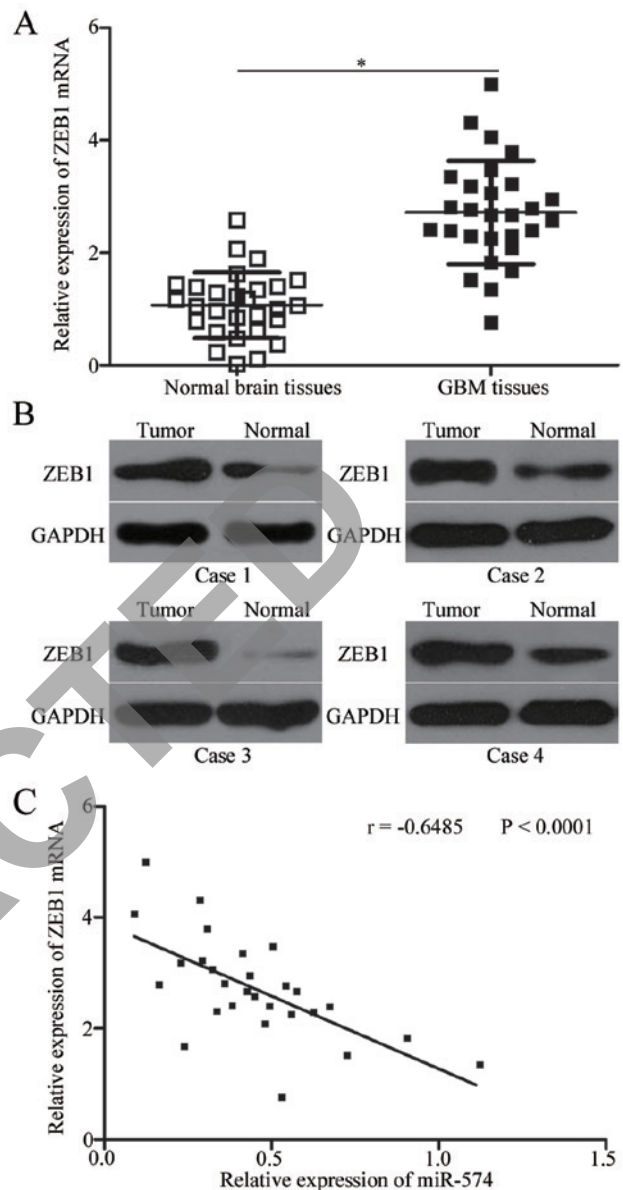 A
Relative expression of ZEB1 mRNA
6
4
2
0
*
Normal brain tissues
GBM tissues
B
Tumor Normal
ZEB1
GAPDH
Case 1
Tumor Normal
ZEB1
GAPDH
Case 2
Tumor Normal
ZEB1
GAPDH
Case 3
Tumor Normal
ZEB1
GAPDH
Case 4
C
Relative expression of ZEB1 mRNA
6
4
2
0
r = -0.6485 P < 0.0001
0.0 0.5 1.0 1.5
Relative expression of miR-574
CTED